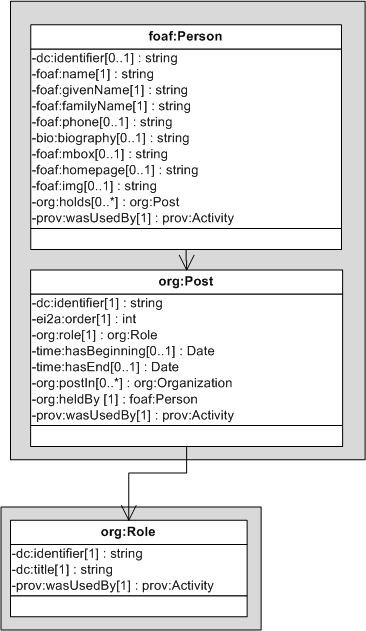 foaf:Person
-dc:identifier[0..1] : string
-foaf:name[1] : string
-foaf:givenName[1] : string
-foaf:familyName[1] : string
-foaf:phone[0..1] : string
-bio:biography[0..1] : string
-foaf:mbox[0..1] : string
-foaf:homepage[0..1] : string
-foaf:img[0..1] : string
-org:holds[0..*] : org:Post
-prov:wasUsedBy[1] : prov:Activity
org:Post
-dc:identifier[1] : string
-ei2a:order[1] : int
-org:role[1] : org:Role
-time:hasBeginning[0..1] : Date
-time:hasEnd[0..1] : Date
-org:postIn[0..*] : org:Organization
-org:heldBy [1] : foaf:Person
-prov:wasUsedBy[1] : prov:Activity
org:Role
-dc:identifier[1] : string
-dc:title[1] : string
-prov:wasUsedBy[1] : prov:Activity